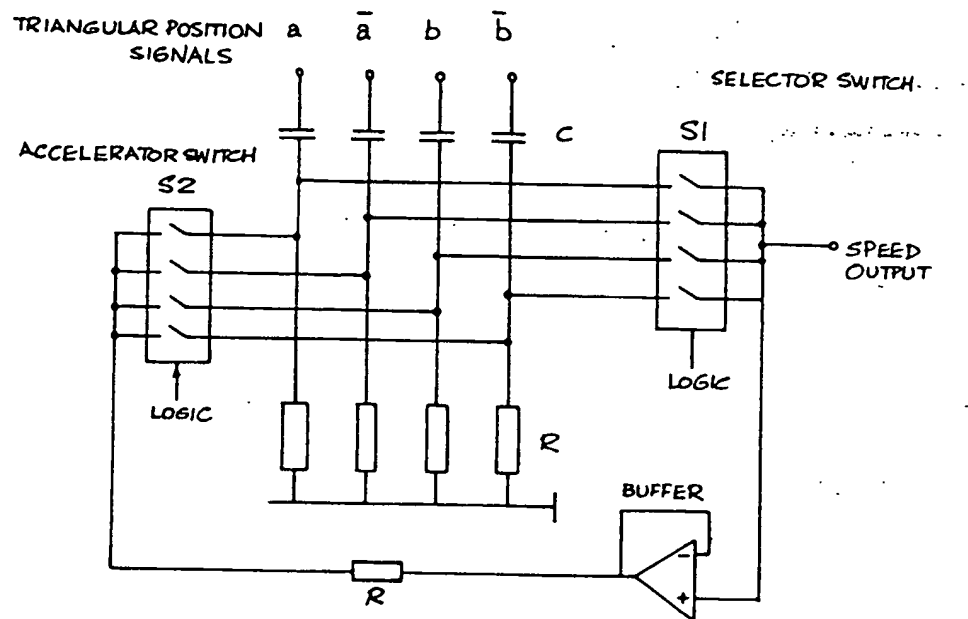 TRIANGULAR POSITION
SIGNALS
a
a̅
b
b̅
SELECTOR SWITCH
C
S1
ACCELERATOR SWITCH
S2
SPEED
OUTPUT
LOGIC
LOGIC
R
BUFFER
-
+
R